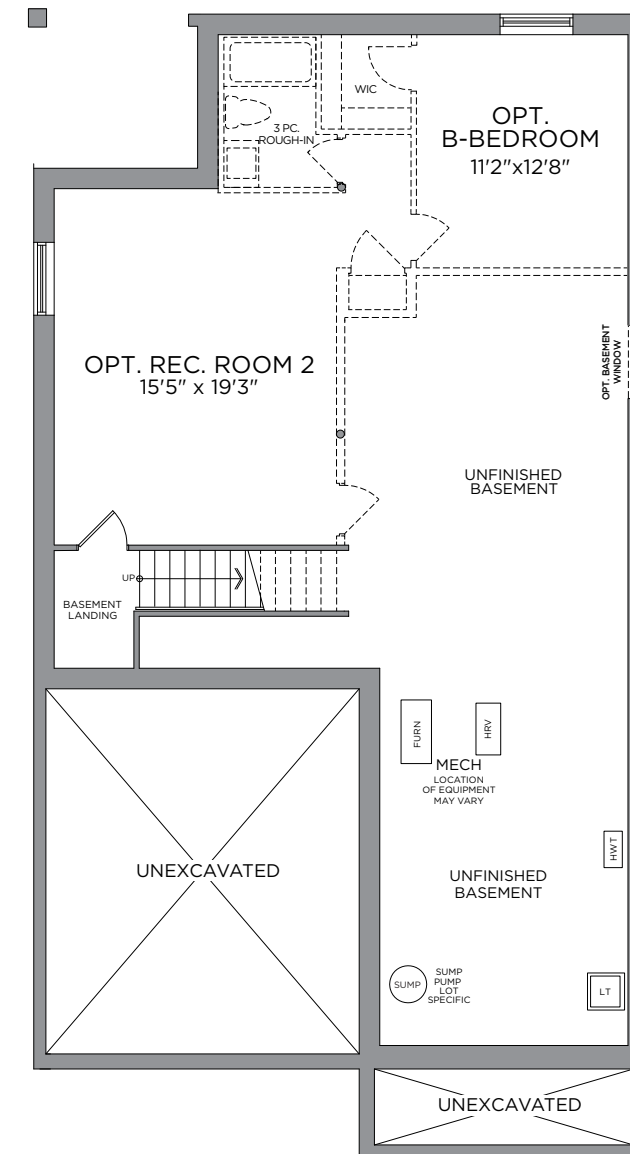 WIC
3 PC.
ROUGH-IN
OPT.
B-BEDROOM
11'2"x12'8"
OPT. REC. ROOM 2
15'5" x 19'3"
OPT. BASEMENT
WINDOW
UNFINISHED
BASEMENT
UP
BASEMENT
LANDING
FURN
HRV
MECH
LOCATION
OF EQUIPMENT
MAY VARY
HWT
UNEXCAVATED
UNFINISHED
BASEMENT
SUMP
SUMP
PUMP
LOT
SPECIFIC
LT
UNEXCAVATED